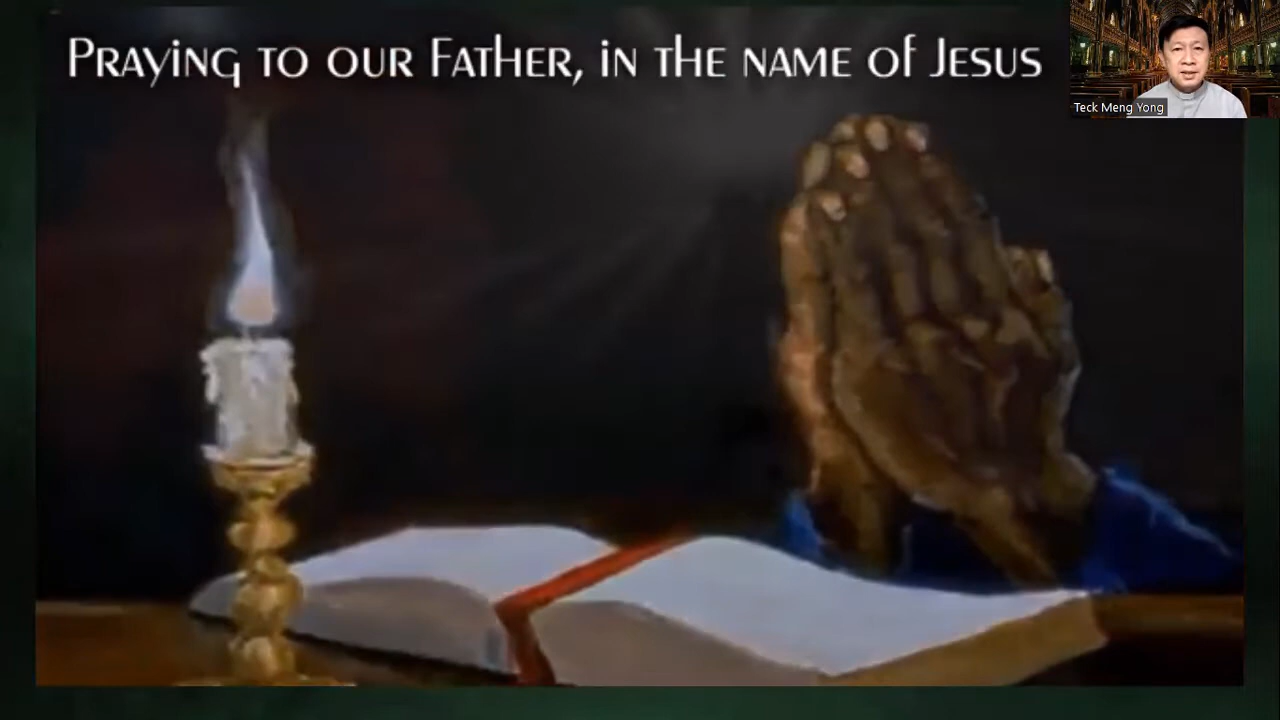 Praying to our Father, in the name of Jesus
Teck Meng Yong